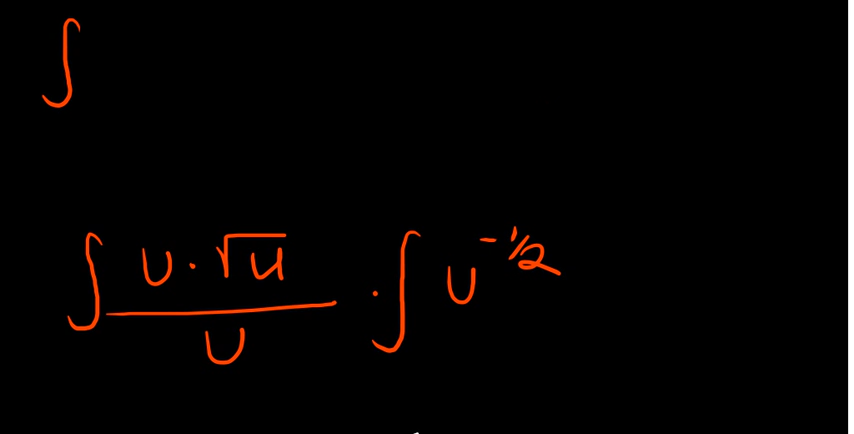 ∫
∫ U·√u / U · ∫ U^-1/2